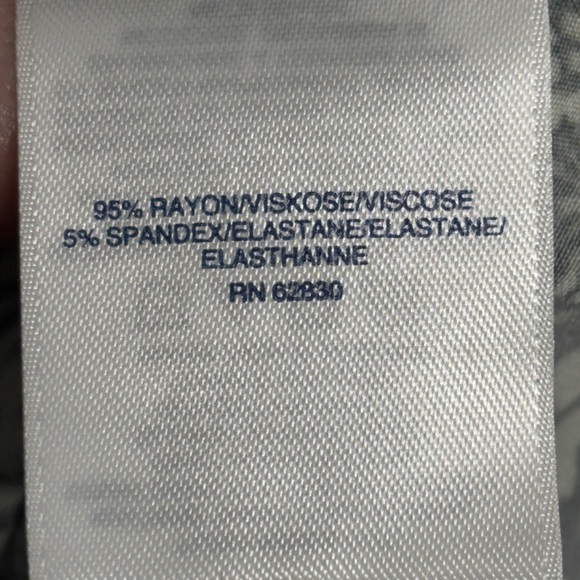 95% RAYON/VISKOSE/VISCOSE
5% SPANDEX/ELASTANE/ELASTANE/
ELASTHANNE
RN 62830